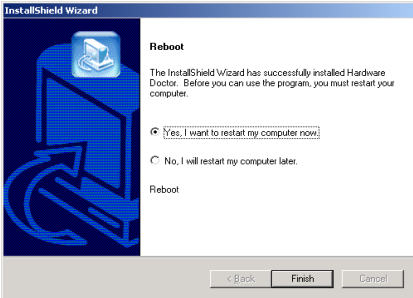 InstallShield Wizard
Reboot
The InstallShield Wizard has successfully installed Hardware
Doctor. Before you can use the program, you must restart your
computer.
Yes, I want to restart my computer now.
No, I will restart my computer later.
Reboot
< Back Finish Cancel